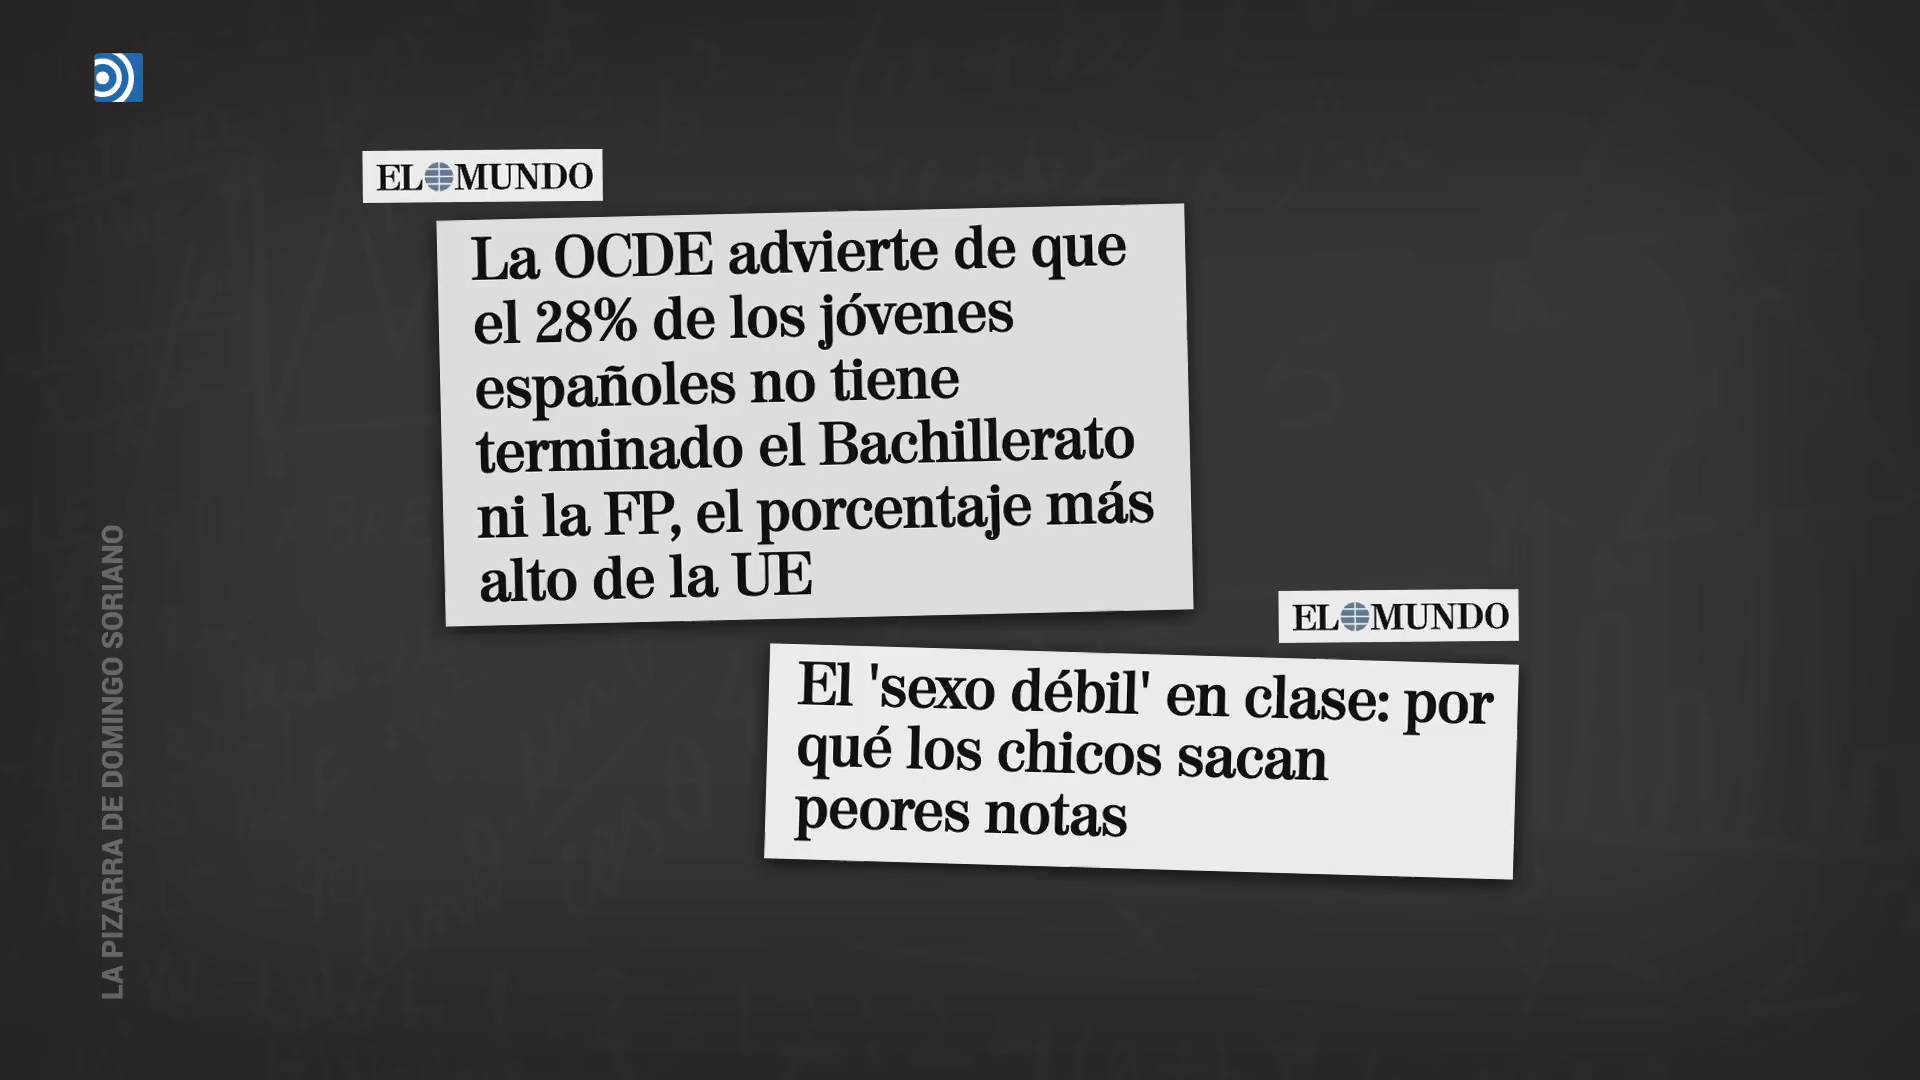 EL MUNDO
La OCDE advierte de que
el 28% de los jóvenes
españoles no tiene
terminado el Bachillerato
ni la FP, el porcentaje más
alto de la UE
EL MUNDO
El 'sexo débil' en clase: por
qué los chicos sacan
peores notas
LA PIZARRA DE DOMINGO SORIANO